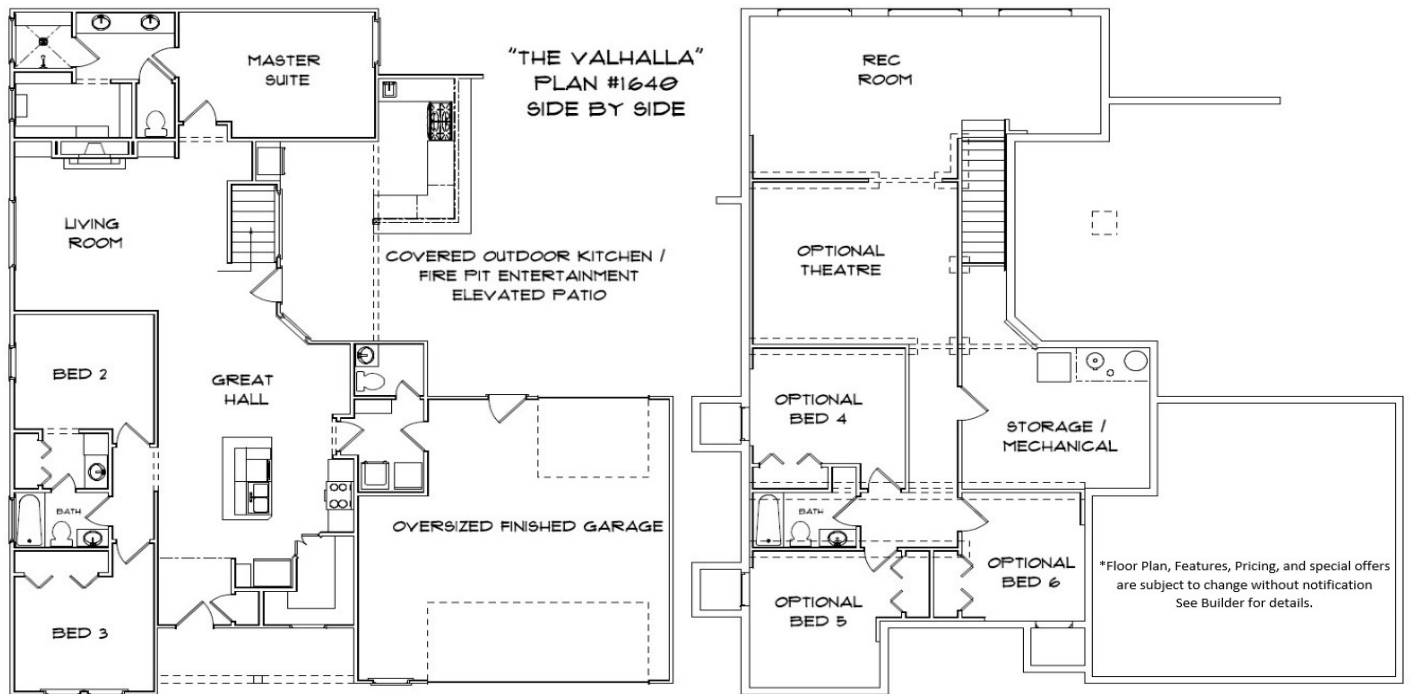 "THE VALHALLA"
PLAN #1640
SIDE BY SIDE
MASTER
SUITE
LIVING
ROOM
COVERED OUTDOOR KITCHEN /
FIRE PIT ENTERTAINMENT
ELEVATED PATIO
BED 2
GREAT
HALL
BATH
OVERSIZED FINISHED GARAGE
BED 3
REC
ROOM
OPTIONAL
THEATRE
OPTIONAL
BED 4
STORAGE /
MECHANICAL
BATH
OPTIONAL
BED 5
OPTIONAL
BED 6
*Floor Plan, Features, Pricing, and special offers
are subject to change without notification
See Builder for details.